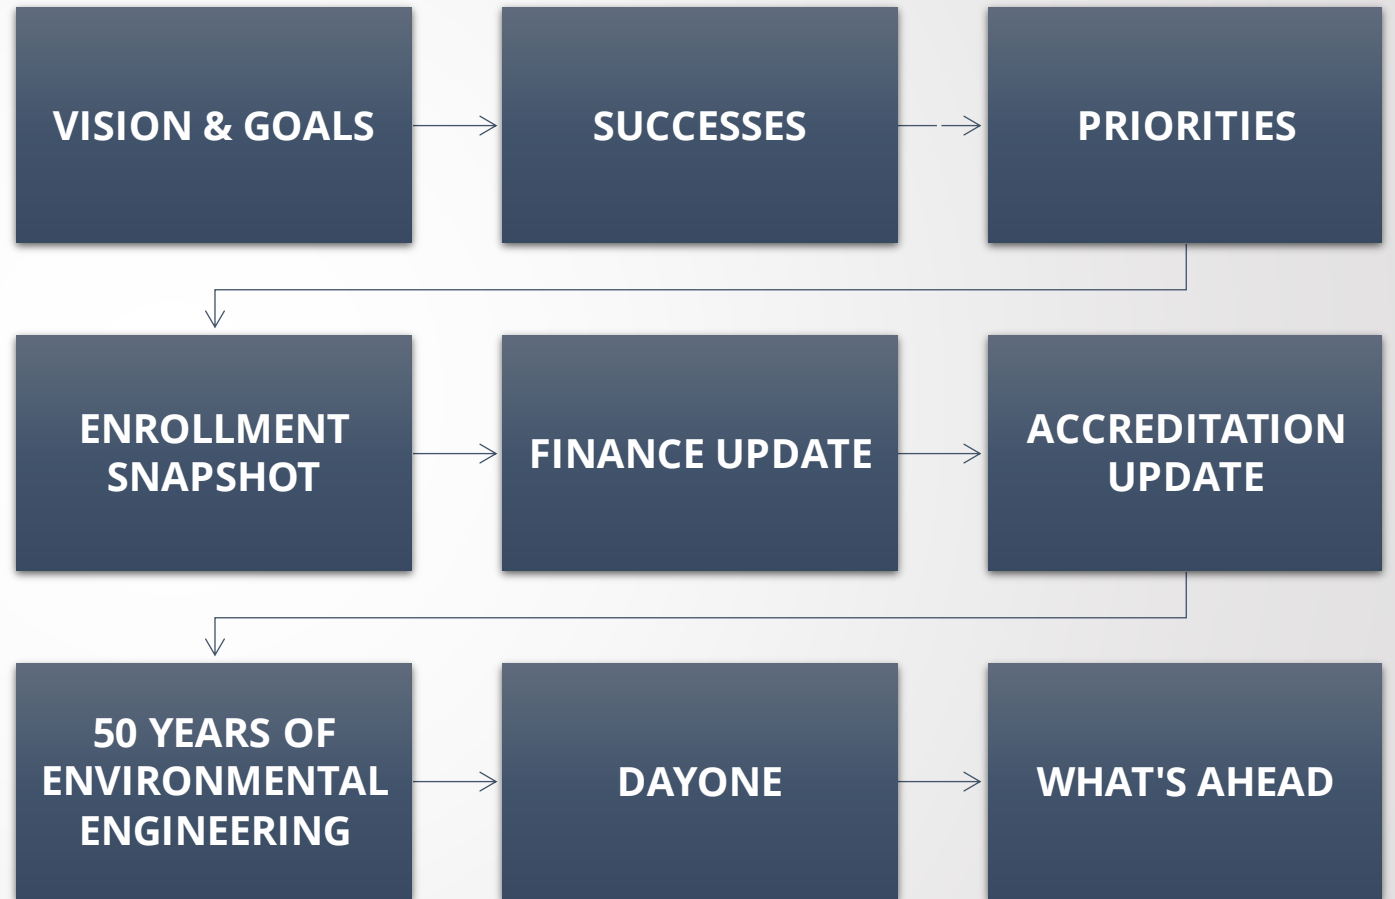 VISION & GOALS
SUCCESSES
PRIORITIES
ENROLLMENT
SNAPSHOT
FINANCE UPDATE
ACCREDITATION
UPDATE
50 YEARS OF
ENVIRONMENTAL
ENGINEERING
DAYONE
WHAT'S AHEAD